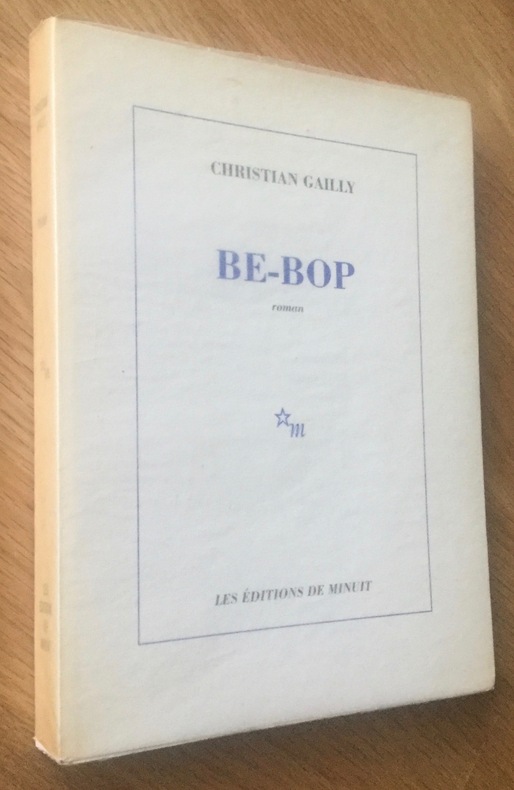 CHRISTIAN GAILLY
BE-BOP
roman
m
LES ÉDITIONS DE MINUIT